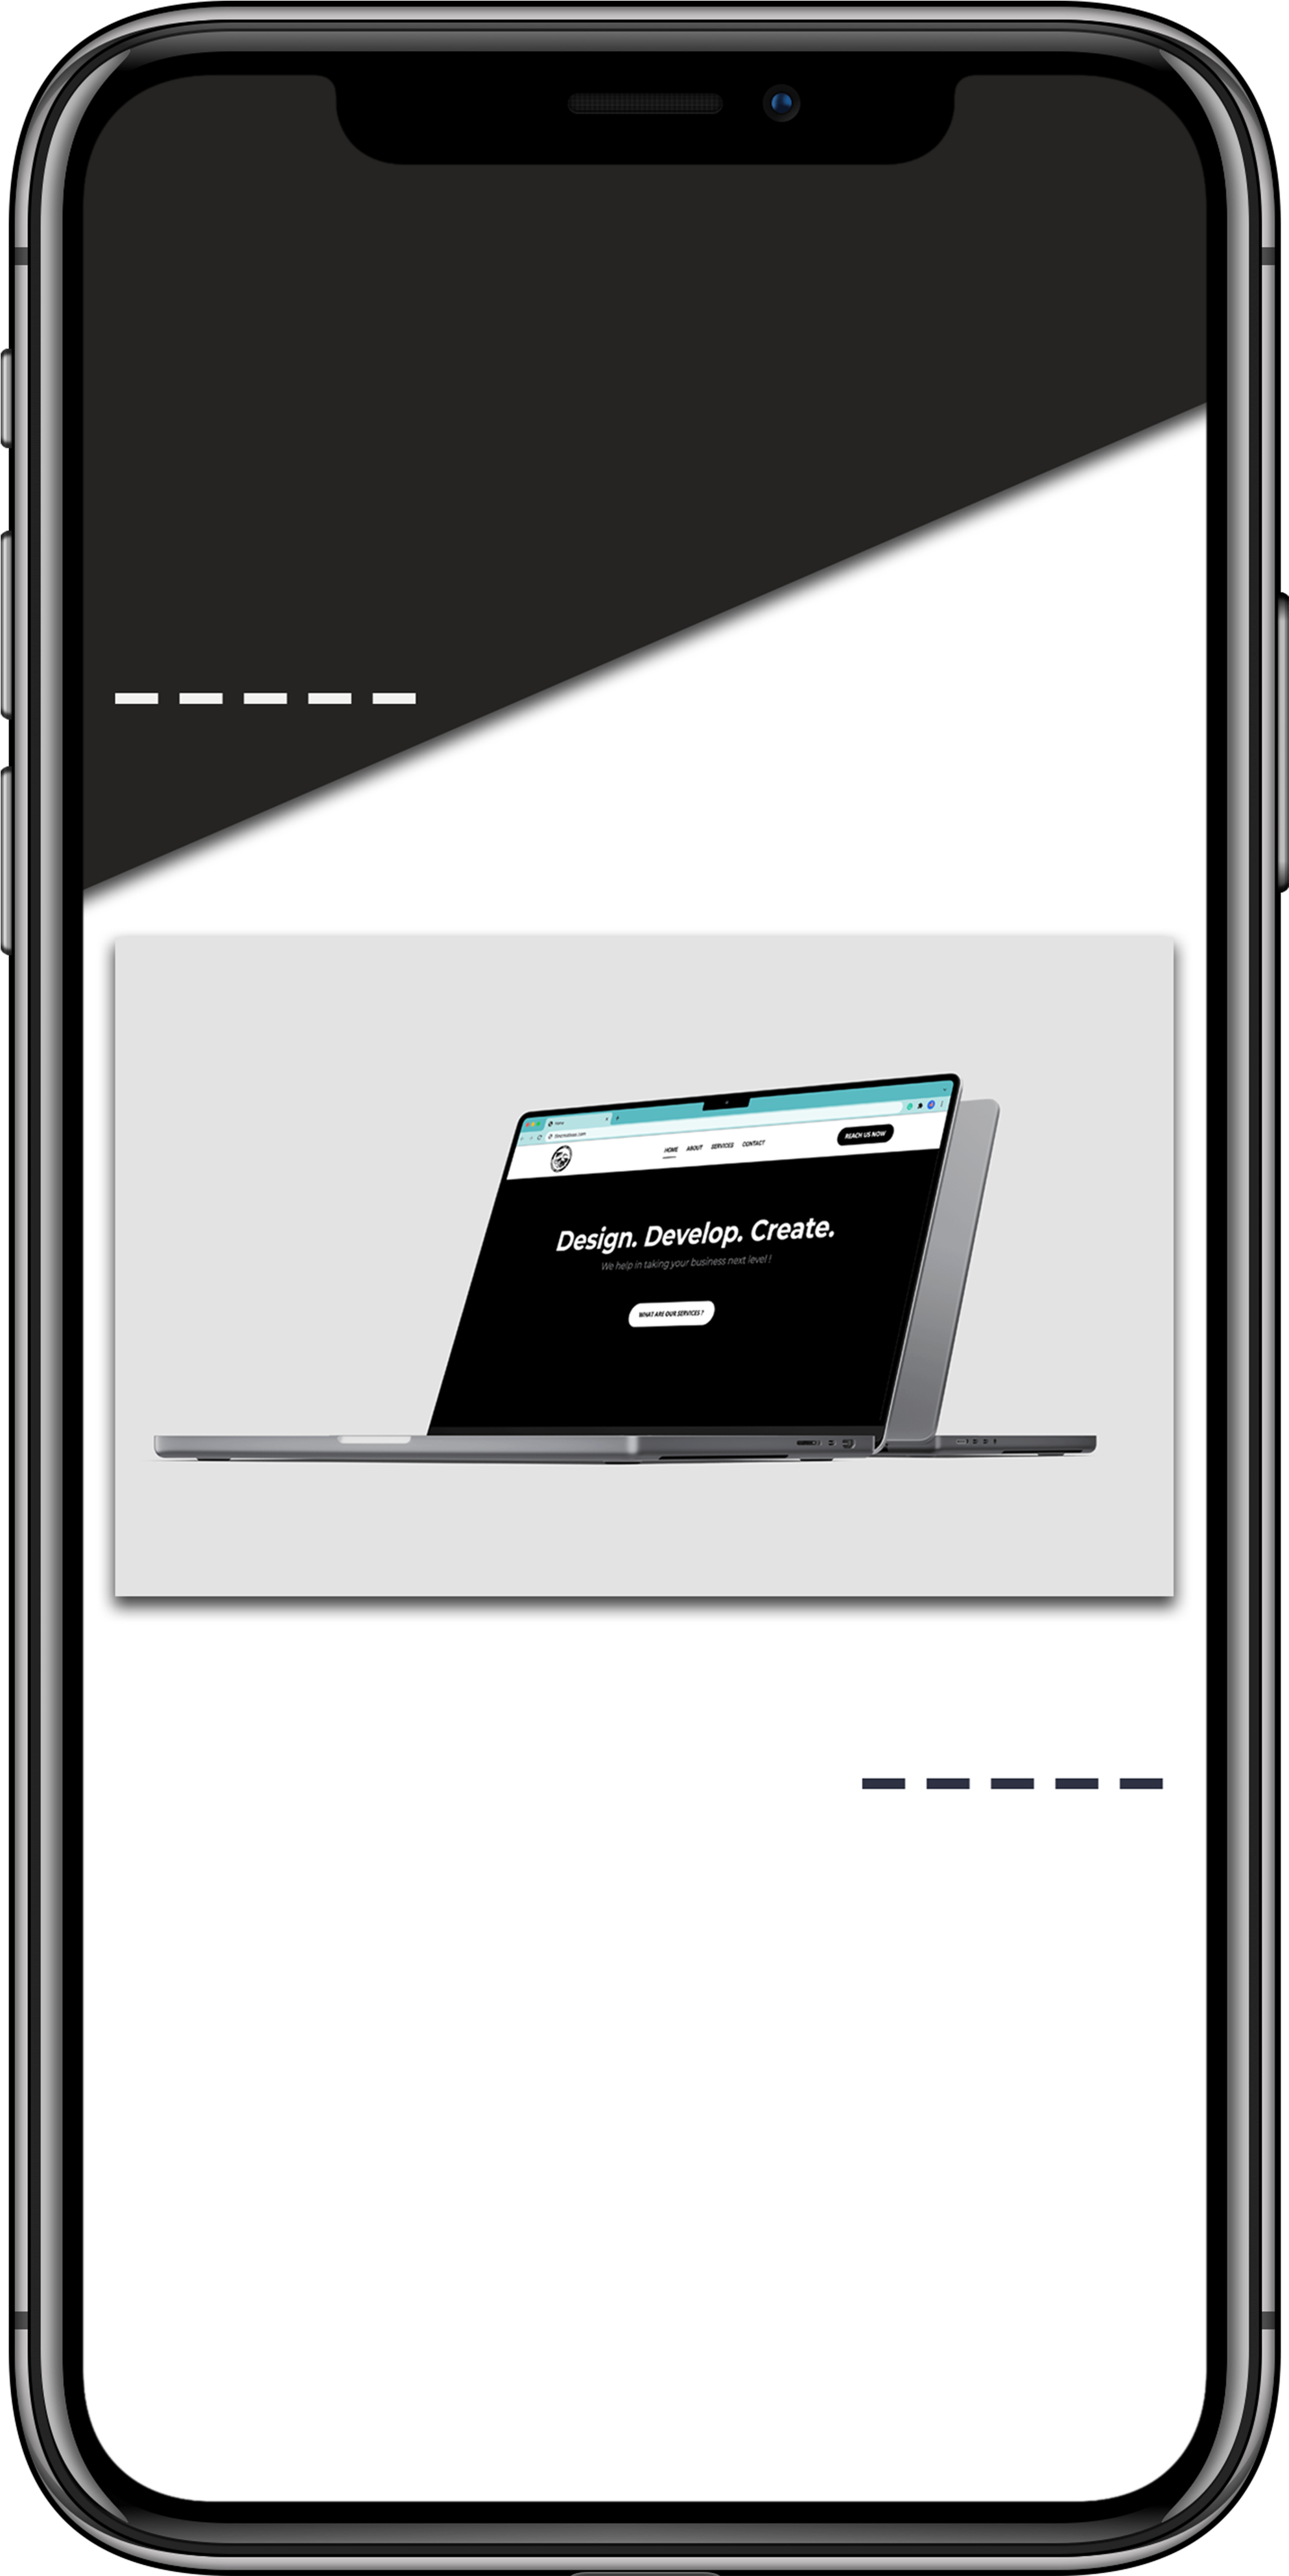 Home
HOME ABOUT SERVICES CONTACT
REACH US NOW
Design. Develop. Create.
We help in taking your business next level !
WHAT ARE OUR SERVICES ?